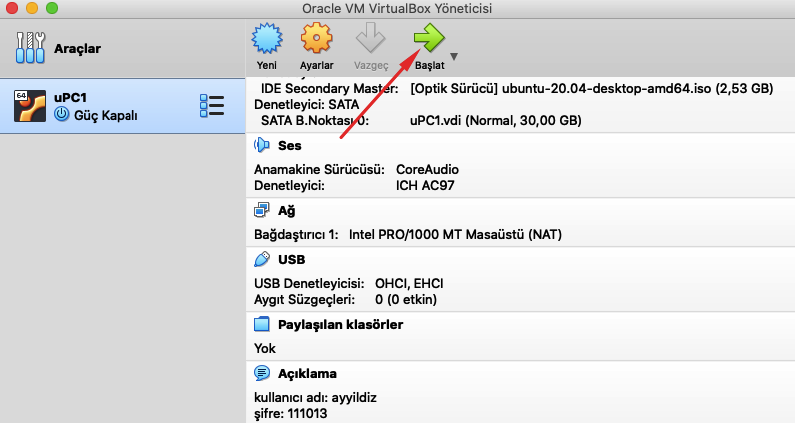 Oracle VM VirtualBox Yöneticisi
Araçlar
Yeni Ayarlar Vazgeç Başlat
64 uPC1
Güç Kapalı
IDE Secondary Master: [Optik Sürücü] ubuntu-20.04-desktop-amd64.iso (2,53 GB)
Denetleyici: SATA
SATA B.Noktası 0: uPC1.vdi (Normal, 30,00 GB)
Ses
Anamakine Sürücüsü: CoreAudio
Denetleyici: ICH AC97
Ağ
Bağdaştırıcı 1: Intel PRO/1000 MT Masaüstü (NAT)
USB
USB Denetleyicisi: OHCI, EHCI
Aygıt Süzgeçleri: 0 (0 etkin)
Paylaşılan klasörler
Yok
Açıklama
kullanıcı adı: ayyildiz
şifre: 111013